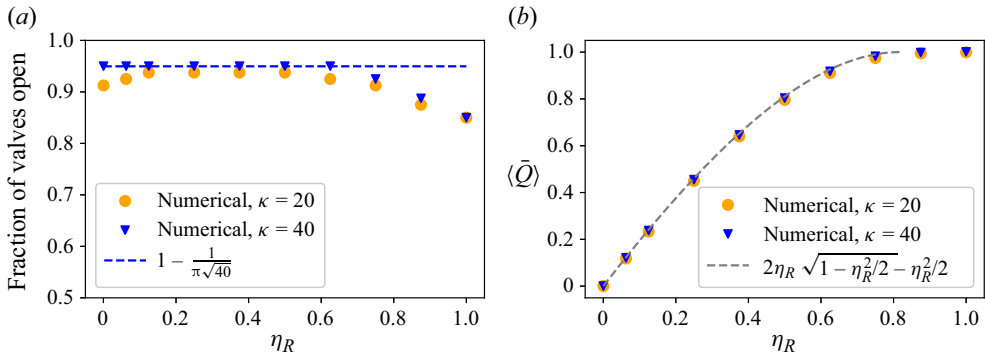 (a)
Fraction of valves open
1.0
0.9
0.8
0.7
0.6
0.5
Numerical, κ = 20
Numerical, κ = 40
1 − 1/(π√40)
0 0.2 0.4 0.6 0.8 1.0
η_R
(b)
⟨Q̄⟩
1.0
0.8
0.6
0.4
0.2
0
Numerical, κ = 20
Numerical, κ = 40
2η_R √(1 − η_R²/2) − η_R²/2
0 0.2 0.4 0.6 0.8 1.0
η_R